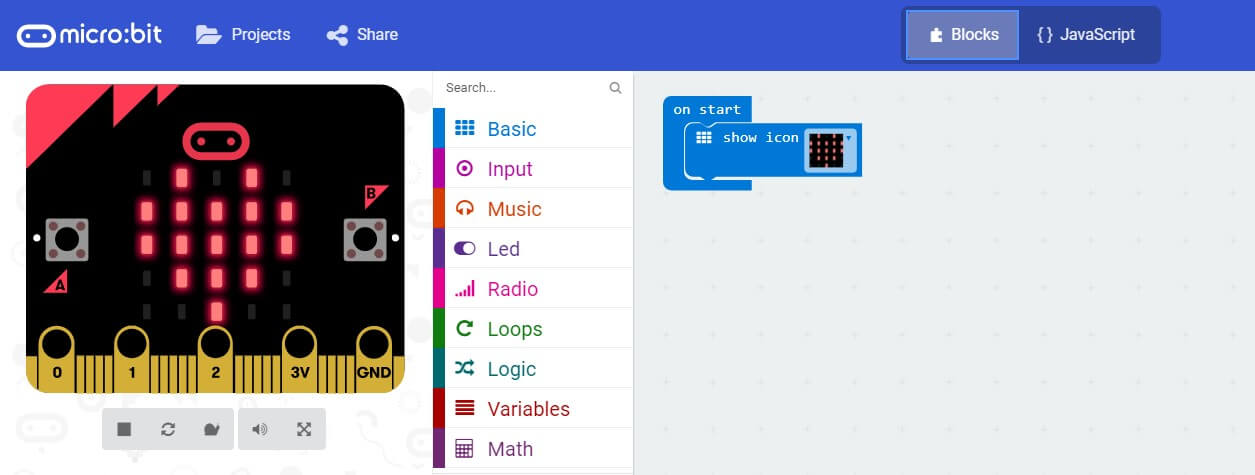 micro:bit
Projects
Share
Blocks
{ } JavaScript
Search...
Basic
Input
Music
Led
Radio
Loops
Logic
Variables
Math
B
A
0 1 2 3V GND
on start
show icon